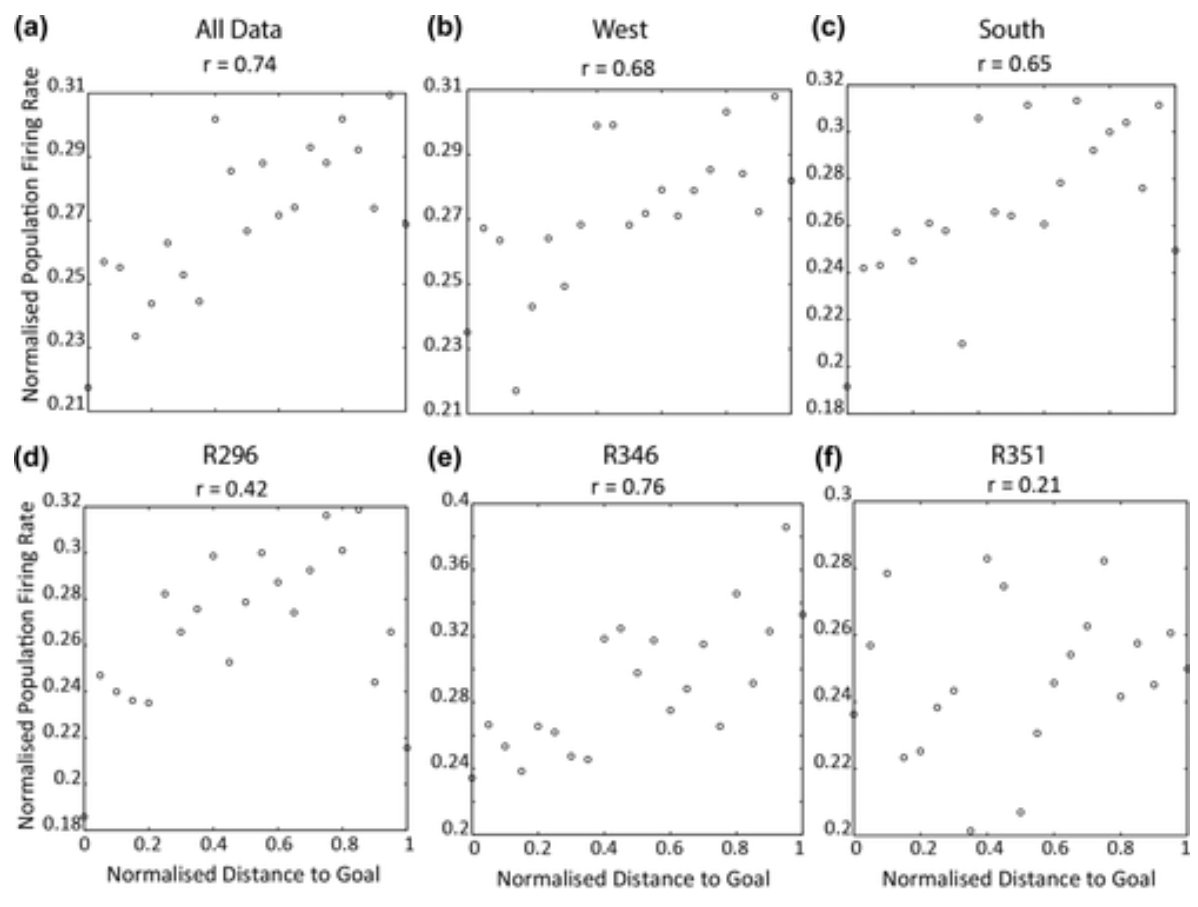 (a) All Data
r = 0.74
Normalised Population Firing Rate
0.31
0.29
0.27
0.25
0.23
0.21
(b) West
r = 0.68
0.31
0.29
0.27
0.25
0.23
0.21
(c) South
r = 0.65
0.32
0.3
0.28
0.26
0.24
0.22
0.2
0.18
(d) R296
r = 0.42
Normalised Population Firing Rate
0.32
0.3
0.28
0.26
0.24
0.22
0.2
0.18
0 0.2 0.4 0.6 0.8 1
Normalised Distance to Goal
(e) R346
r = 0.76
0.4
0.36
0.32
0.28
0.24
0.2
0 0.2 0.4 0.6 0.8 1
Normalised Distance to Goal
(f) R351
r = 0.21
0.3
0.28
0.26
0.24
0.22
0.2
0 0.2 0.4 0.6 0.8 1
Normalised Distance to Goal